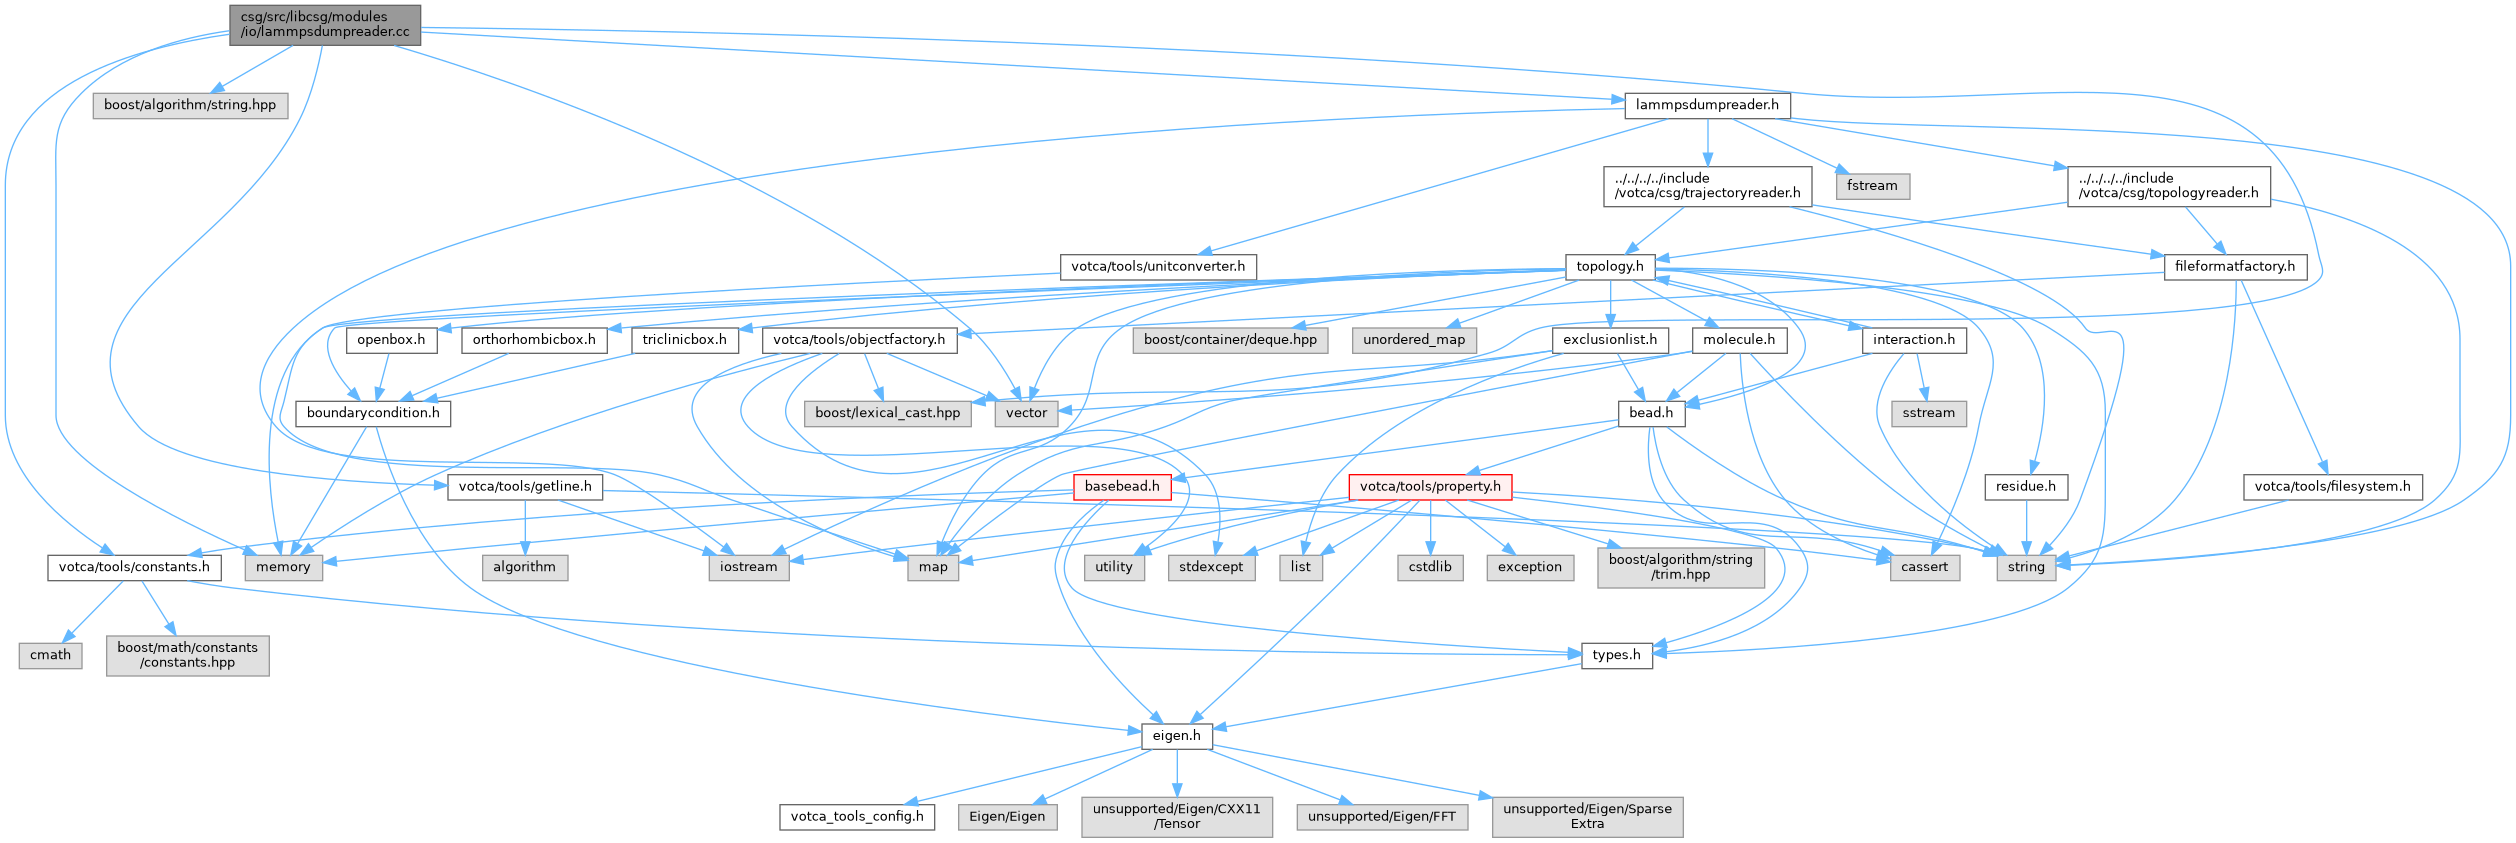 csg/src/libcsg/modules
/io/lammpsdumpreader.cc
boost/algorithm/string.hpp
lammpsdumpreader.h
../../../../include
/votca/csg/trajectoryreader.h
fstream
../../../../include
/votca/csg/topologyreader.h
votca/tools/unitconverter.h
topology.h
fileformatfactory.h
openbox.h
orthorhombicbox.h
triclinicbox.h
votca/tools/objectfactory.h
boost/container/deque.hpp
unordered_map
exclusionlist.h
molecule.h
interaction.h
boundarycondition.h
boost/lexical_cast.hpp
vector
bead.h
sstream
votca/tools/getline.h
basebead.h
votca/tools/property.h
residue.h
votca/tools/filesystem.h
votca/tools/constants.h
memory
algorithm
iostream
map
utility
stdexcept
list
cstdlib
exception
boost/algorithm/string
/trim.hpp
cassert
string
cmath
boost/math/constants
/constants.hpp
types.h
eigen.h
votca_tools_config.h
Eigen/Eigen
unsupported/Eigen/CXX11
/Tensor
unsupported/Eigen/FFT
unsupported/Eigen/Sparse
Extra